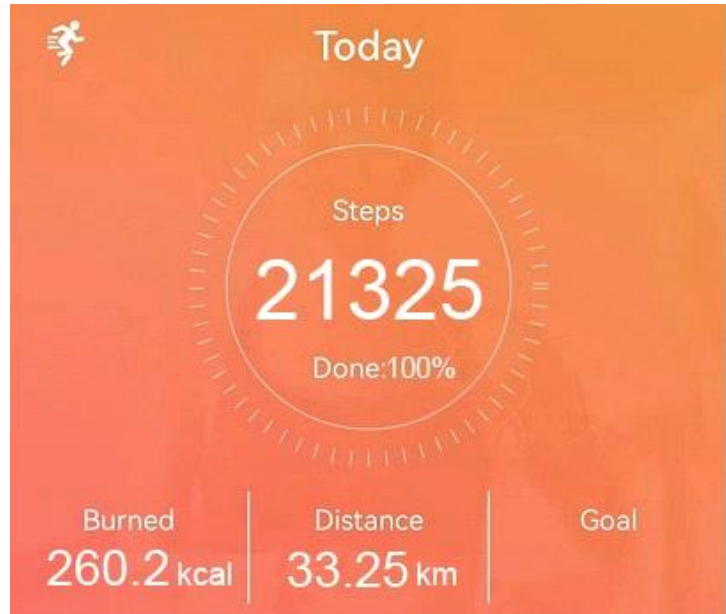 Today
Steps
21325
Done:100%
Burned Distance Goal
260.2 kcal 33.25 km